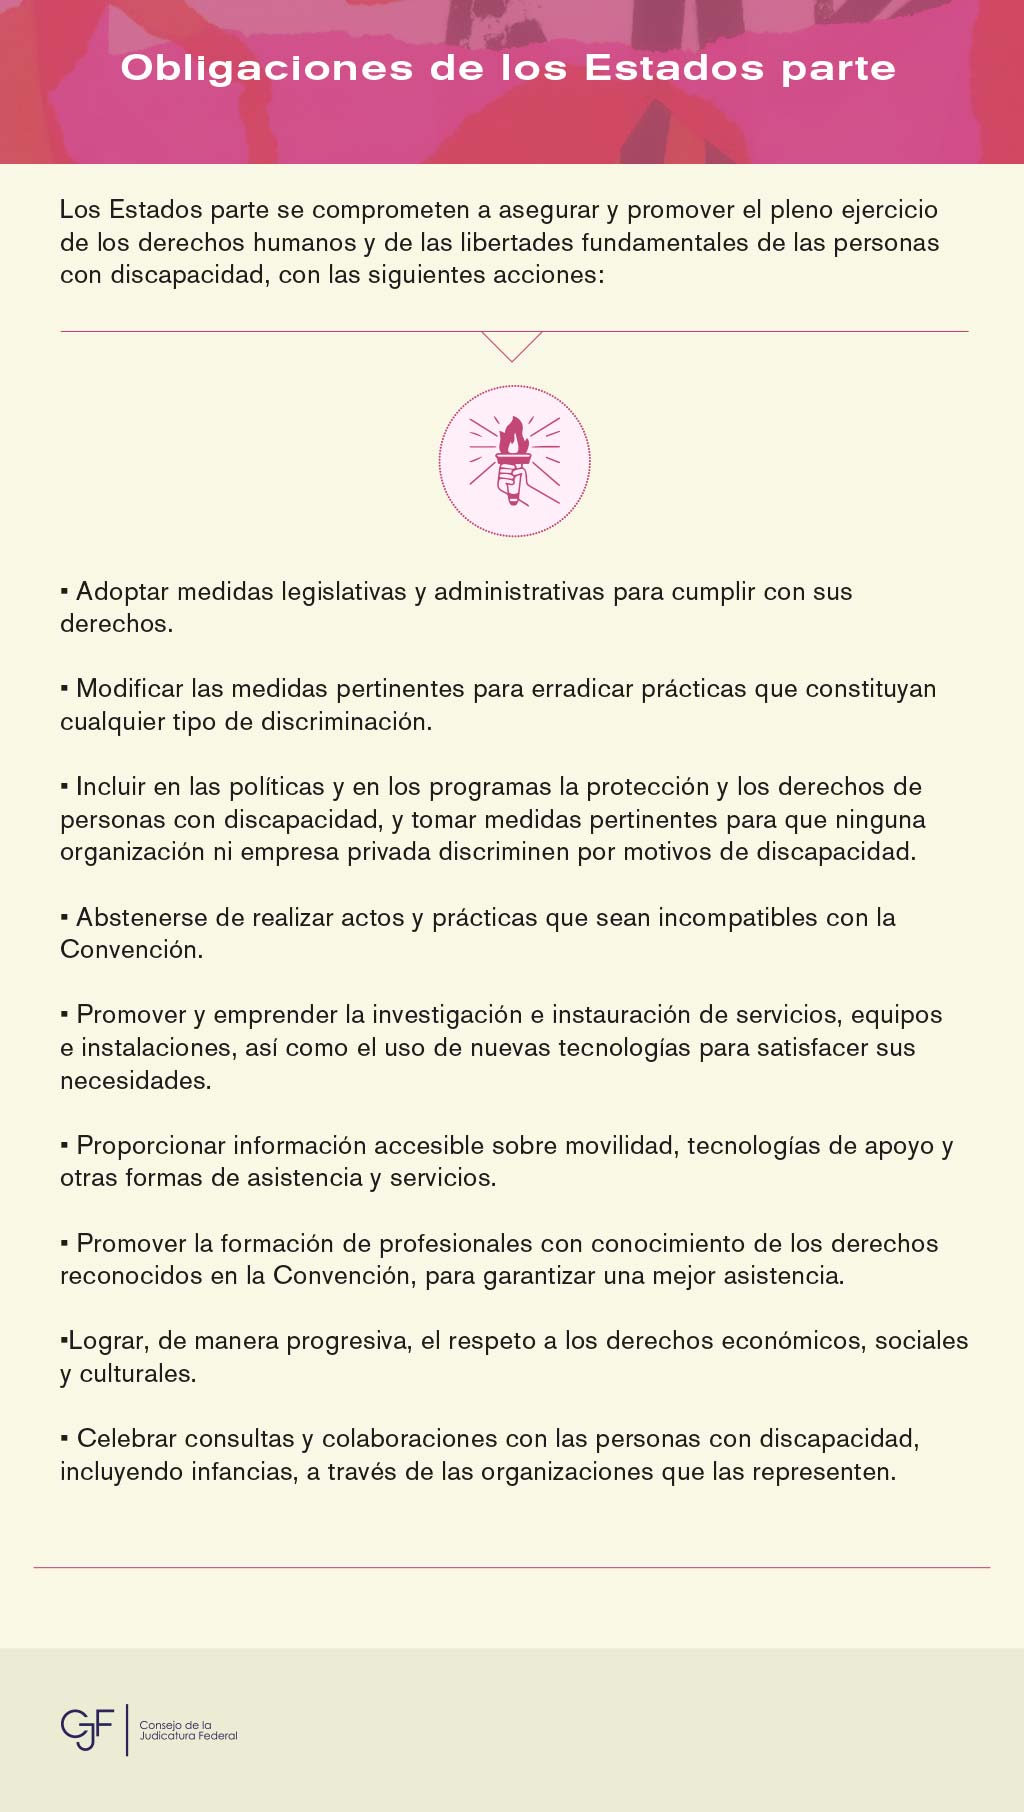 Obligaciones de los Estados parte
Los Estados parte se comprometen a asegurar y promover el pleno ejercicio
de los derechos humanos y de las libertades fundamentales de las personas
con discapacidad, con las siguientes acciones:
▪ Adoptar medidas legislativas y administrativas para cumplir con sus
derechos.
▪ Modificar las medidas pertinentes para erradicar prácticas que constituyan
cualquier tipo de discriminación.
▪ Incluir en las políticas y en los programas la protección y los derechos de
personas con discapacidad, y tomar medidas pertinentes para que ninguna
organización ni empresa privada discriminen por motivos de discapacidad.
▪ Abstenerse de realizar actos y prácticas que sean incompatibles con la
Convención.
▪ Promover y emprender la investigación e instauración de servicios, equipos
e instalaciones, así como el uso de nuevas tecnologías para satisfacer sus
necesidades.
▪ Proporcionar información accesible sobre movilidad, tecnologías de apoyo y
otras formas de asistencia y servicios.
▪ Promover la formación de profesionales con conocimiento de los derechos
reconocidos en la Convención, para garantizar una mejor asistencia.
▪Lograr, de manera progresiva, el respeto a los derechos económicos, sociales
y culturales.
▪ Celebrar consultas y colaboraciones con las personas con discapacidad,
incluyendo infancias, a través de las organizaciones que las representen.
CJF
Consejo de la
Judicatura Federal